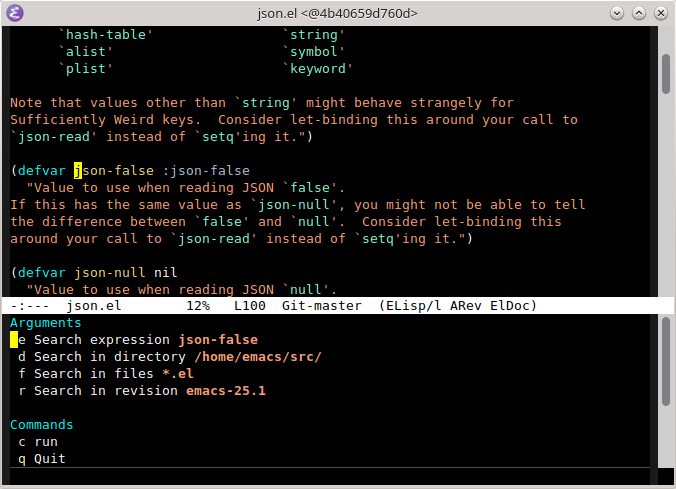 json.el <@4b40659d760d>
`hash-table' `string'
`alist' `symbol'
`plist' `keyword'
Note that values other than `string' might behave strangely for
Sufficiently Weird keys.  Consider let-binding this around your call to
`json-read' instead of `setq'ing it.")
(defvar json-false :json-false
"Value to use when reading JSON `false'.
If this has the same value as `json-null', you might not be able to tell
the difference between `false' and `null'.  Consider let-binding this
around your call to `json-read' instead of `setq'ing it.")
(defvar json-null nil
"Value to use when reading JSON `null'.
-:---  json.el        12%   L100  Git-master  (ELisp/l ARev ElDoc)
Arguments
e Search expression json-false
d Search in directory /home/emacs/src/
f Search in files *.el
r Search in revision emacs-25.1
Commands
c run
q Quit